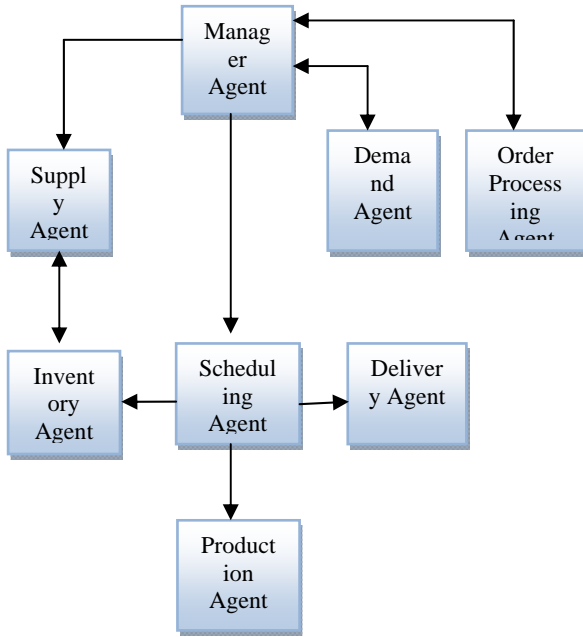 Manag
er
Agent
Suppl
y
Agent
Dema
nd
Agent
Order
Process
ing
Agent
Invent
ory
Agent
Schedul
ing
Agent
Deliver
y Agent
Product
ion
Agent